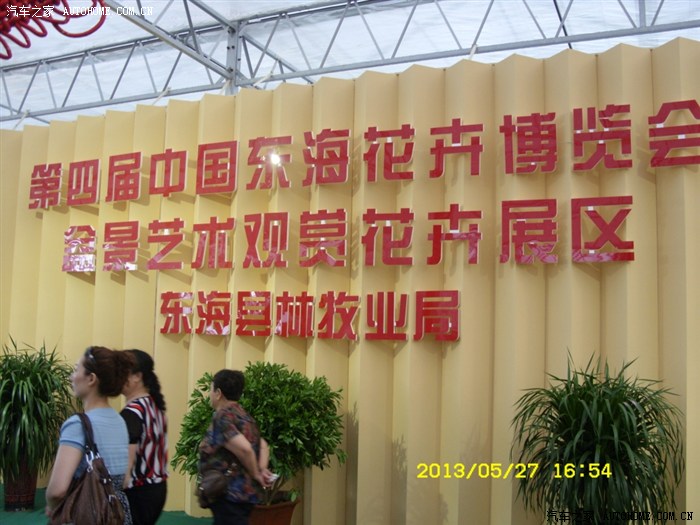 汽车之家 AUTOHOME.COM.CN
第四届中国东海花卉博览会
盆景艺术观赏花卉展区
东海县林牧业局
2013/05/27 16:54
汽车之家 AUTOHOME.COM.CN